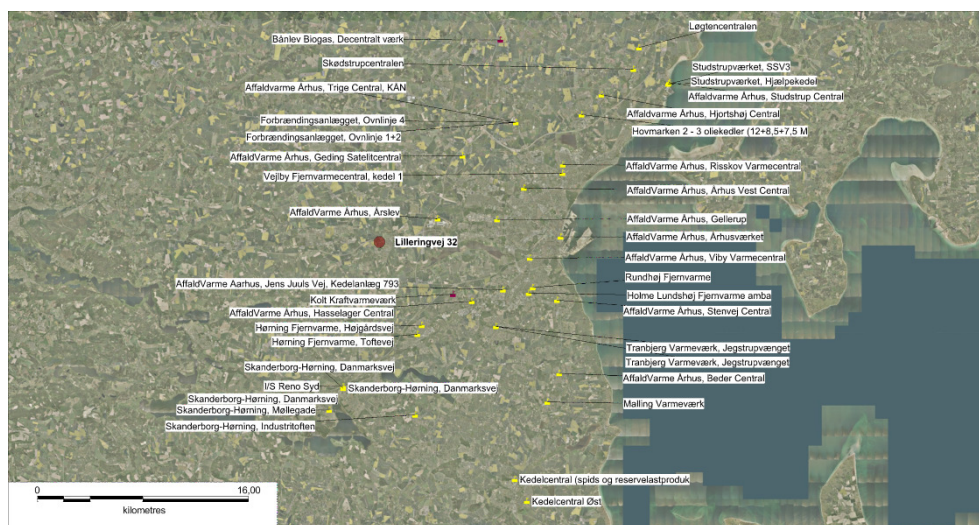 Bånlev Biogas, Decentralt værk
Løgtencentralen
Skødstrupcentralen
Studstrupværket, SSV3
Studstrupværket, Hjælpekedel
AffaldVarme Århus, Trige Central, KAN
AffaldVarme Århus, Studstrup Central
AffaldVarme Århus, Hjortshøj Central
Forbrændingsanlægget, Ovnlinje 4
Hovmarken 2 - 3 oliekedler (12+8,5+7,5 M
Forbrændingsanlægget, Ovnlinje 1+2
AffaldVarme Århus, Geding Satelitcentral
AffaldVarme Århus, Risskov Varmecentral
Vejlby Fjernvarmecentral, kedel 1
AffaldVarme Århus, Århus Vest Central
AffaldVarme Århus, Årslev
AffaldVarme Århus, Gellerup
AffaldVarme Århus, Århusværket
Lilleringvej 32
AffaldVarme Århus, Viby Varmecentral
Rundhøj Fjernvarme
AffaldVarme Aarhus, Jens Juuls Vej, Kedelanlæg 793
Holme Lundshøj Fjernvarme amba
Kolt Kraftvarmeværk
AffaldVarme Århus, Stenvej Central
AffaldVarme Århus, Hasselager Central
Hørning Fjernvarme, Højgårdsvej
Hørning Fjernvarme, Toftevej
Tranbjerg Varmeværk, Jegstrupvænget
Tranbjerg Varmeværk, Jegstrupvænget
Skanderborg-Hørning, Danmarksvej
AffaldVarme Århus, Beder Central
I/S Reno Syd
Skanderborg-Hørning, Danmarksvej
Skanderborg-Hørning, Danmarksvej
Skanderborg-Hørning, Møllegade
Malling Varmeværk
Skanderborg-Hørning, Industritoften
Kedelcentral (spids og reservelastproduk
Kedelcentral Øst
0
16,00
kilometres